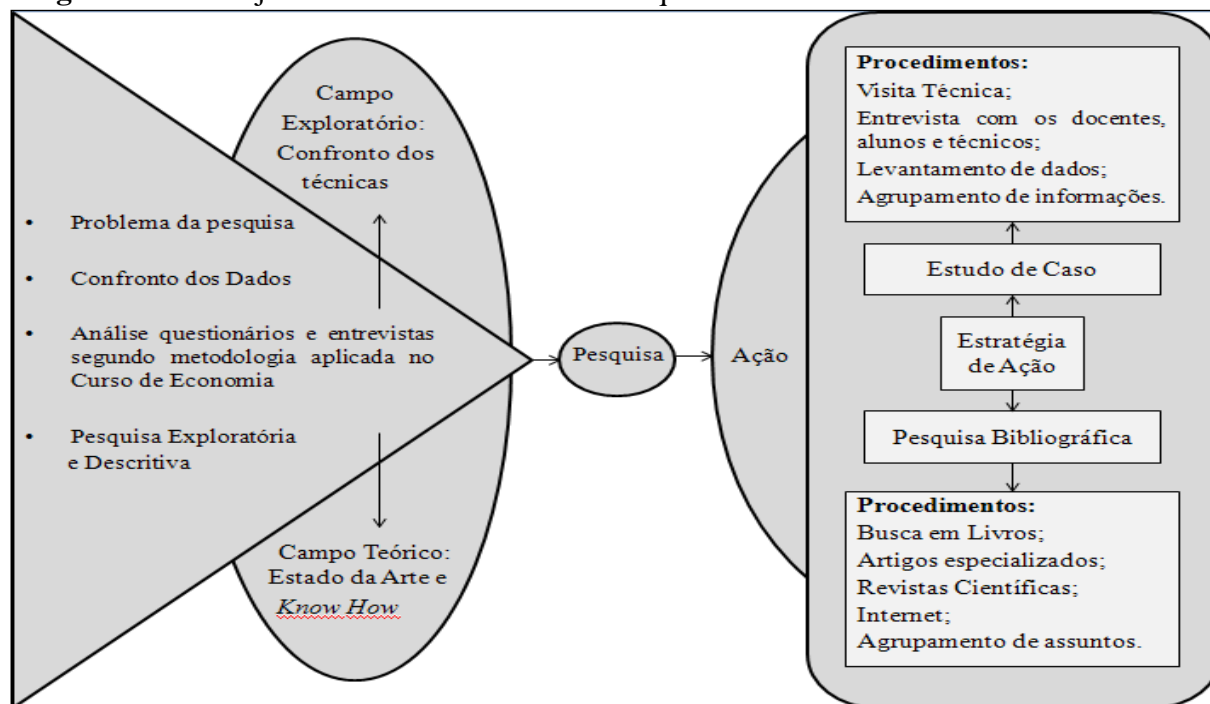 Campo
Exploratório:
Confronto dos
técnicas
• Problema da pesquisa
• Confronto dos Dados
• Análise questionários e entrevistas
segundo metodologia aplicada no
Curso de Economia
• Pesquisa Exploratória
e Descritiva
Campo Teórico:
Estado da Arte e
Know How
Pesquisa
Ação
Procedimentos:
Visita Técnica;
Entrevista com os docentes,
alunos e técnicos;
Levantamento de dados;
Agrupamento de informações.
Estudo de Caso
Estratégia
de Ação
Pesquisa Bibliográfica
Procedimentos:
Busca em Livros;
Artigos especializados;
Revistas Científicas;
Internet;
Agrupamento de assuntos.